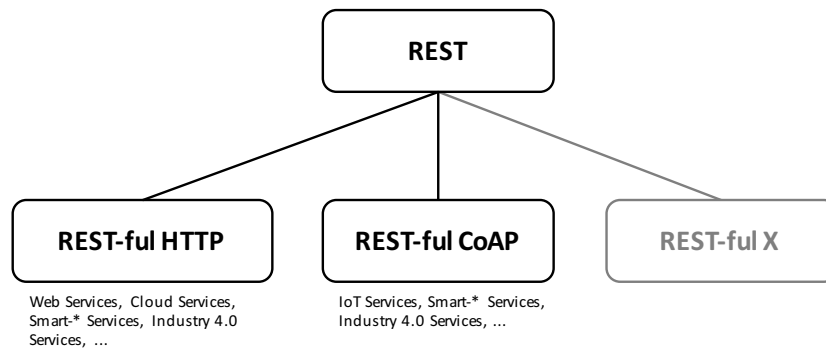 REST
REST-ful HTTP
REST-ful CoAP
REST-ful X
Web Services, Cloud Services,
Smart-* Services, Industry 4.0
Services, ...
IoT Services, Smart-* Services,
Industry 4.0 Services, ...